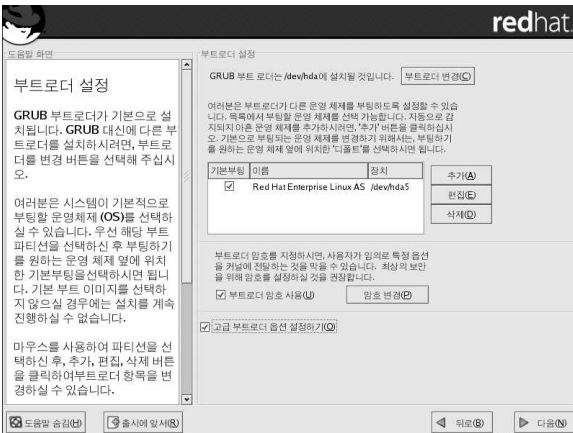 redhat.
도움말 화면
부트로더 설정
GRUB 부트로더가 기본으로 설
치됩니다. GRUB 대신에 다른 부
트로더를 설치하시려면, 부트로
더를 변경 버튼을 선택해 주십시
오.
여러분은 시스템이 기본적으로
부팅할 운영체제 (OS)를 선택하
실 수 있습니다. 우선 해당 부트
파티션을 선택하신 후 부팅하기
를 원하는 운영 체제 옆에 위치
한 기본부팅을선택하시면 됩니
다. 기본 부트 이미지를 선택하
지 않으실 경우에는 설치를 계속
진행하실 수 없습니다.
마우스를 사용하여 파티션을 선
택하신 후, 추가, 편집, 삭제 버튼
을 클릭하여부트로더 항목을 변
경하실 수 있습니다.
부트로더 설정
GRUB 부트 로더는 /dev/hda에 설치될 것입니다.
부트로더 변경(C)
여러분은 부트로더가 다른 운영 체제를 부팅하도록 설정할 수 있습
니다. 목록에서 부팅할 운영 체제를 선택 가능합니다. 자동으로 감
지되지아흔 운영 체제를 추가하시려면, '추가' 버튼을 클릭하십시
오. 기본으로 부팅되는 운영 체제를 변경하기 위해서는, 부팅하기
를 원하는 운영 체제 옆에 위치한 '디폴트'를 선택하시면 됩니다.
기본부팅 이름 장치
Red Hat Enterprise Linux AS /dev/hda5
추가(A)
편집(E)
삭제(D)
부트로더 암호를 지정하시면, 사용자가 임의로 특정 옵션
을 커널에 전달하는 것을 막을 수 있습니다. 최상의 보안
을 위해 암호를 설정하실 것을 권장합니다.
부트로더 암호 사용(U)
암호 변경(P)
고급 부트로더 옵션 설정하기(O)
도움말 숨김(H)
출시에 앞서(R)
뒤로(B)
다음(N)